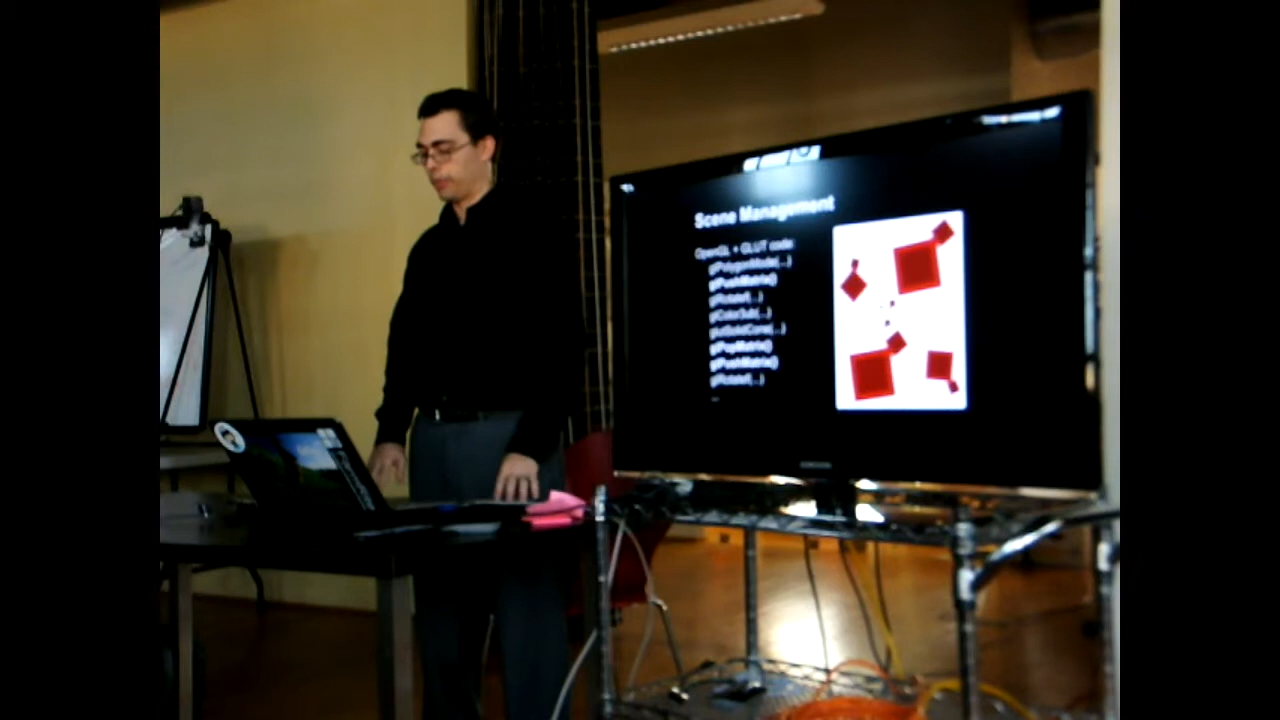 Scene Management
OpenGL + GLUT code:
glPolygonMode(...)
glPushMatrix()
glRotatef(...)
glColor3ub(...)
glutSolidCone(...)
glPopMatrix()
glPushMatrix()
glRotatef(...)
...